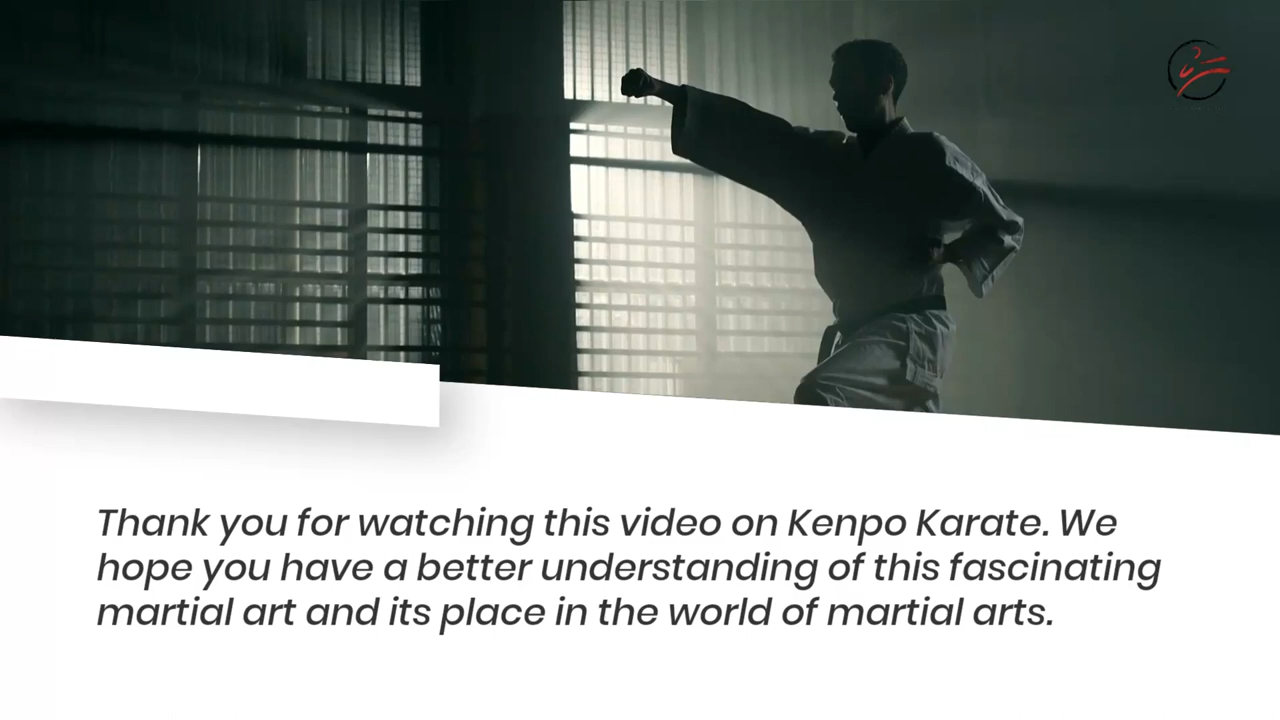 Thank you for watching this video on Kenpo Karate. We
hope you have a better understanding of this fascinating
martial art and its place in the world of martial arts.